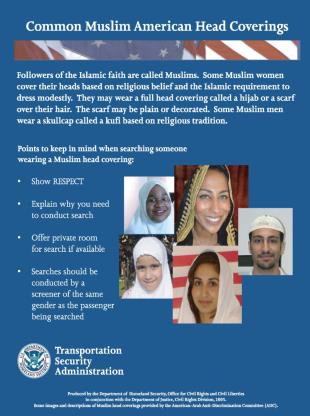 Common Muslim American Head Coverings
Followers of the Islamic faith are called Muslims. Some Muslim women
cover their heads based on religious belief and the Islamic requirement to
dress modestly. They may wear a full head covering called a hijab or a scarf
over their hair. The scarf may be plain or decorated. Some Muslim men
wear a skullcap called a kufi based on religious tradition.
Points to keep in mind when searching someone
wearing a Muslim head covering:
• Show RESPECT
• Explain why you need
to conduct search
• Offer private room
for search if available
• Searches should be
conducted by a
screener of the same
gender as the passenger
being searched
Transportation
Security
Administration
Produced by the Department of Homeland Security, Office for Civil Rights and Civil Liberties
in conjunction with the Department of Justice, Civil Rights Division, 2005.
Some images and descriptions of Muslim head coverings provided by the American-Arab Anti-Discrimination Committee (ADC).